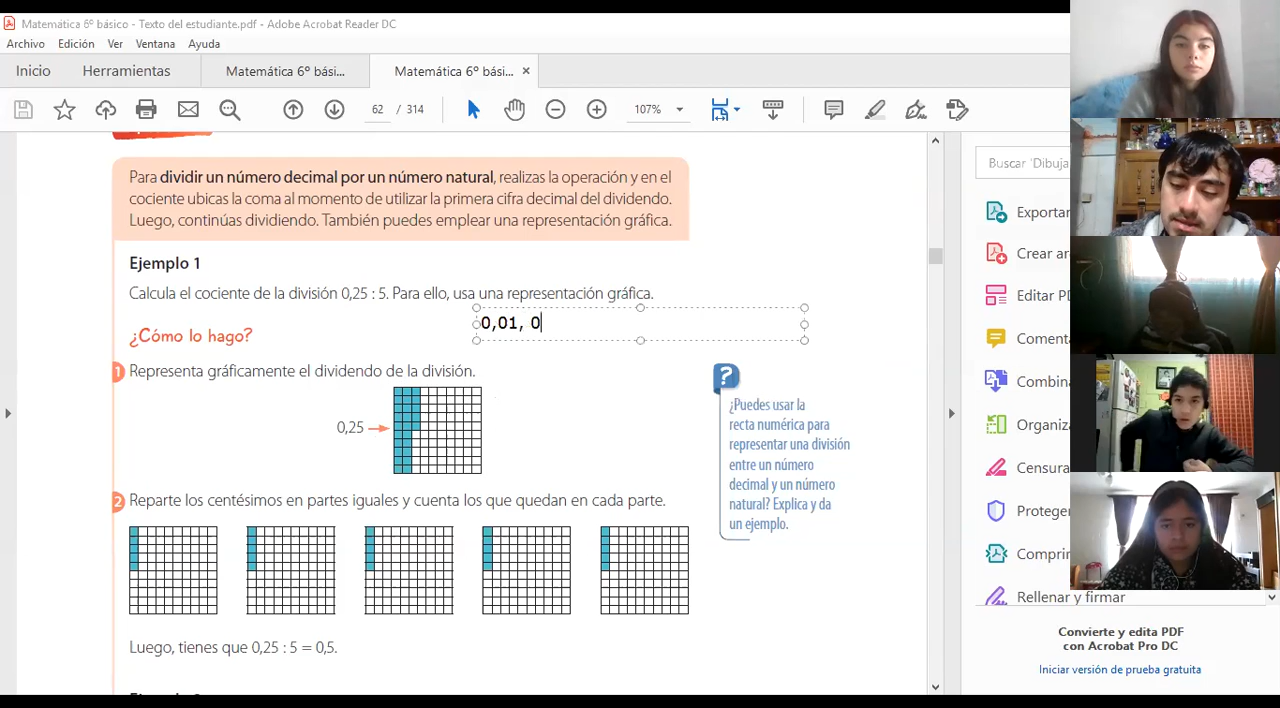 Matemática 6º básico - Texto del estudiante.pdf - Adobe Acrobat Reader DC
Archivo Edición Ver Ventana Ayuda
Inicio Herramientas Matemática 6º bási... Matemática 6º bási... ×
62 / 314 107%
Para dividir un número decimal por un número natural, realizas la operación y en el
cociente ubicas la coma al momento de utilizar la primera cifra decimal del dividendo.
Luego, continúas dividiendo. También puedes emplear una representación gráfica.
Ejemplo 1
Calcula el cociente de la división 0,25 : 5. Para ello, usa una representación gráfica.
0,01, 0
¿Cómo lo hago?
1 Representa gráficamente el dividendo de la división.
0,25
?
¿Puedes usar la
recta numérica para
representar una división
entre un número
decimal y un número
natural? Explica y da
un ejemplo.
2 Reparte los centésimos en partes iguales y cuenta los que quedan en cada parte.
Luego, tienes que 0,25 : 5 = 0,5.
Buscar 'Dibuja
Exportar
Crear ar
Editar PD
Comenta
Combina
Organiza
Censura
Proteger
Comprim
Rellenar y firmar
Convierte y edita PDF
con Acrobat Pro DC
Iniciar versión de prueba gratuita